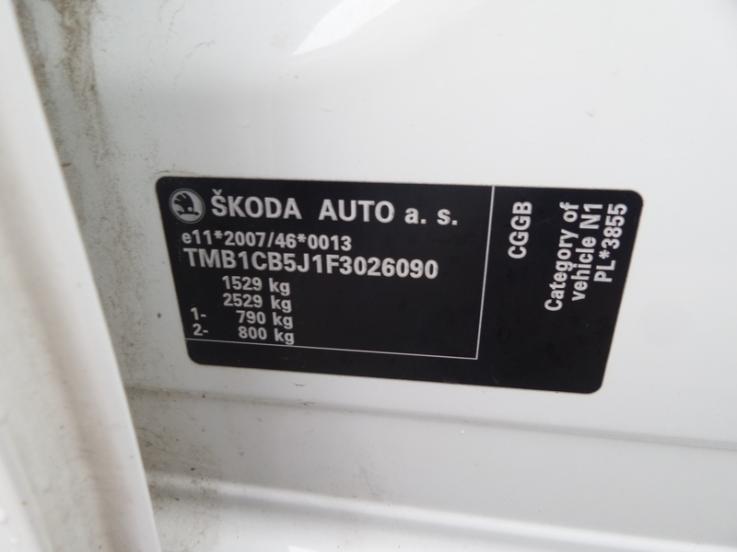 ŠKODA AUTO a. s.
e11*2007/46*0013
TMB1CB5J1F3026090
1529 kg
2529 kg
1- 790 kg
2- 800 kg
CGGB
Category of
vehicle N1
PL*3855